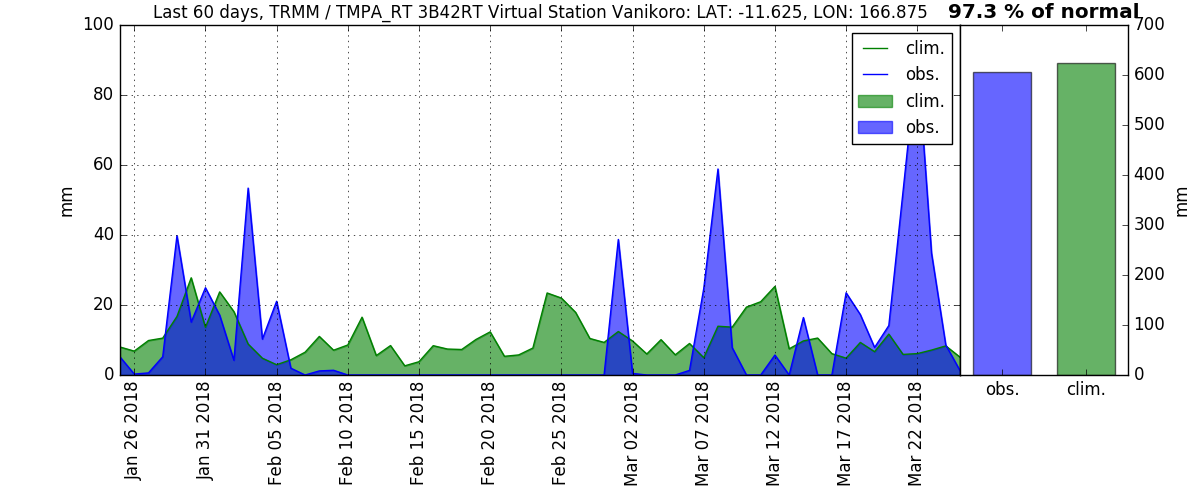 Last 60 days, TRMM / TMPA_RT 3B42RT Virtual Station Vanikoro: LAT: -11.625, LON: 166.875
97.3 % of normal
100
80
60
40
20
0
mm
clim.
obs.
clim.
obs.
700
600
500
400
300
200
100
0
mm
Jan 26 2018
Jan 31 2018
Feb 05 2018
Feb 10 2018
Feb 15 2018
Feb 20 2018
Feb 25 2018
Mar 02 2018
Mar 07 2018
Mar 12 2018
Mar 17 2018
Mar 22 2018
obs.
clim.